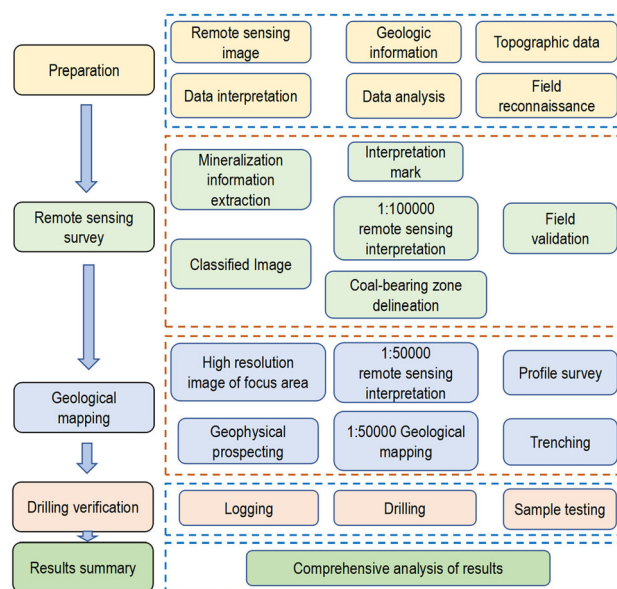 Preparation
Remote sensing
image
Geologic
information
Topographic data
Data interpretation
Data analysis
Field
reconnaissance
Remote sensing
survey
Mineralization
information
extraction
Interpretation
mark
1:100000
remote sensing
interpretation
Field
validation
Classified Image
Coal-bearing zone
delineation
Geological
mapping
High resolution
image of focus area
1:50000
remote sensing
interpretation
Profile survey
Geophysical
prospecting
1:50000 Geological
mapping
Trenching
Drilling verification
Logging
Drilling
Sample testing
Results summary
Comprehensive analysis of results